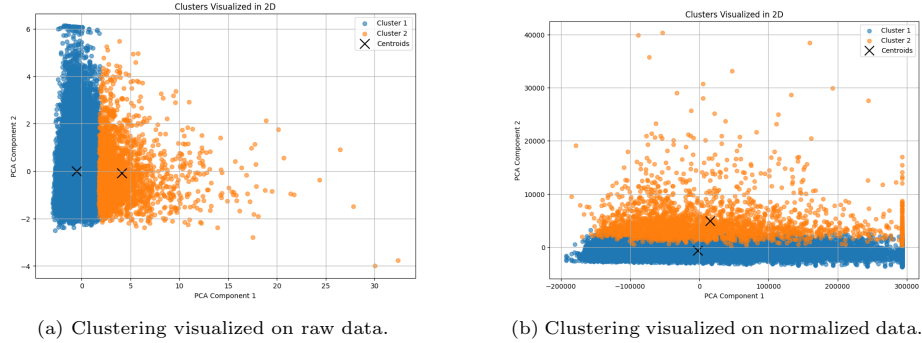 Clusters Visualized in 2D
Cluster 1
Cluster 2
Centroids
6
4
2
0
−2
−4
PCA Component 2
0
5
10
15
20
25
30
PCA Component 1
(a) Clustering visualized on raw data.
Clusters Visualized in 2D
Cluster 1
Cluster 2
Centroids
40000
30000
20000
10000
0
PCA Component 2
−200000
−100000
0
100000
200000
300000
PCA Component 1
(b) Clustering visualized on normalized data.